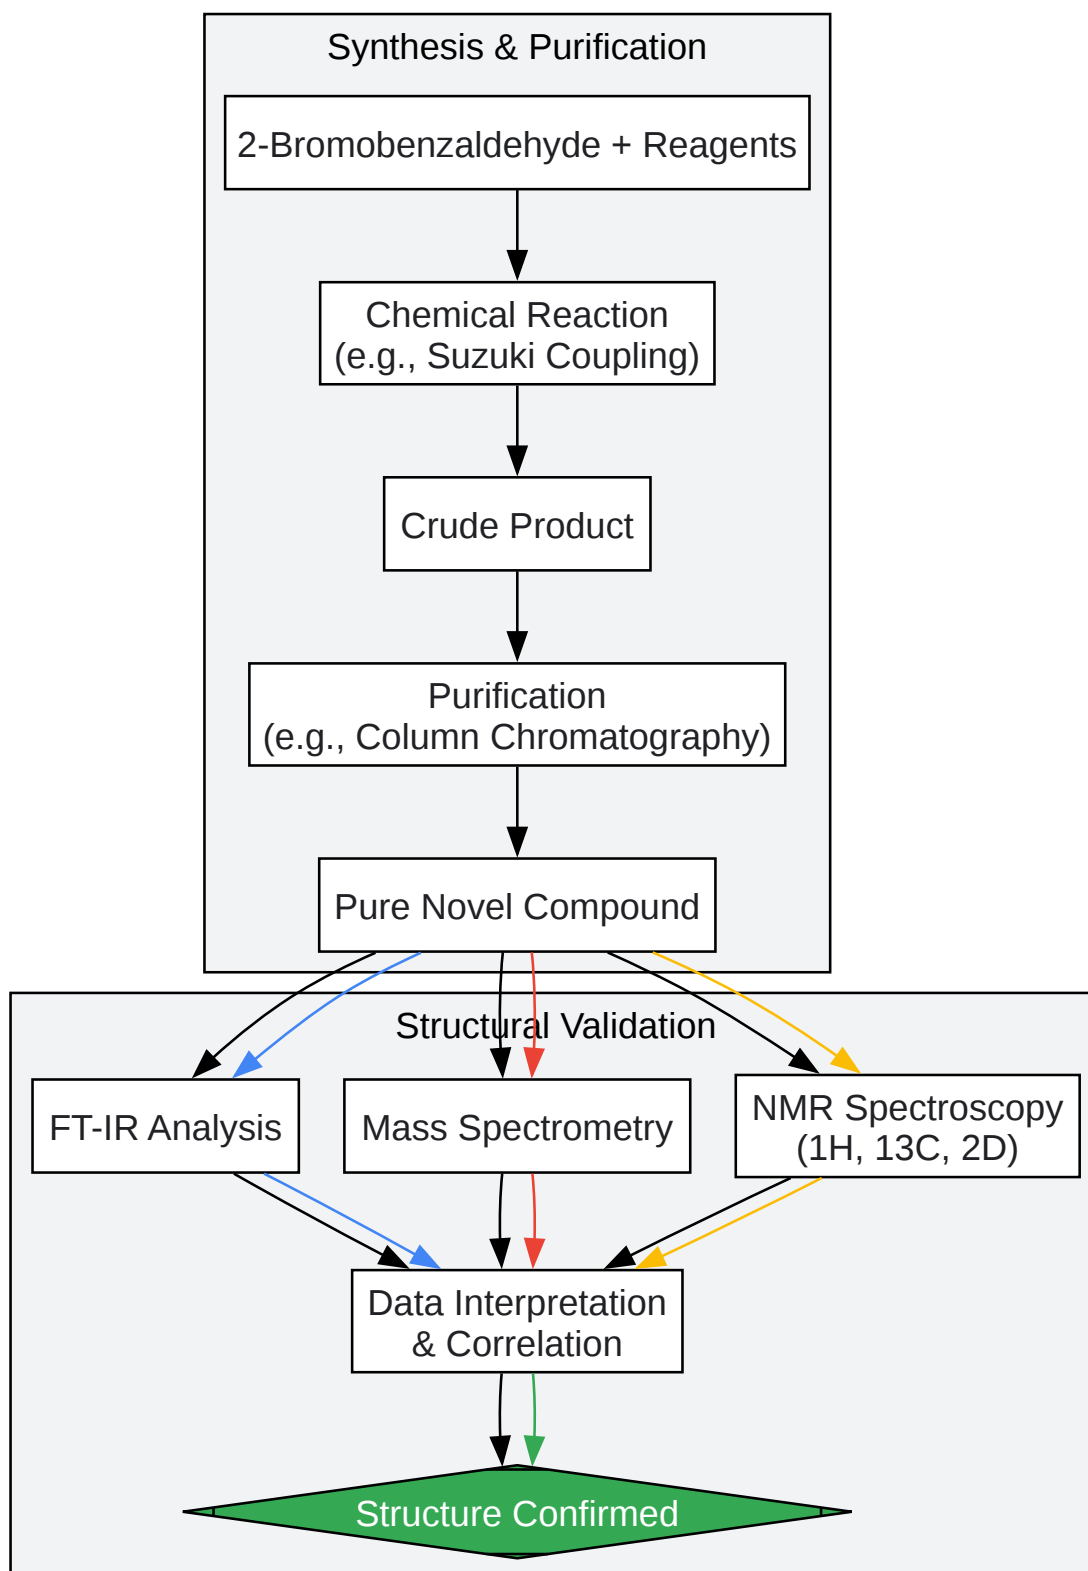 Synthesis & Purification
2-Bromobenzaldehyde + Reagents
Chemical Reaction
(e.g., Suzuki Coupling)
Crude Product
Purification
(e.g., Column Chromatography)
Pure Novel Compound
Structural Validation
FT-IR Analysis
Mass Spectrometry
NMR Spectroscopy
(1H, 13C, 2D)
Data Interpretation
& Correlation
Structure Confirmed